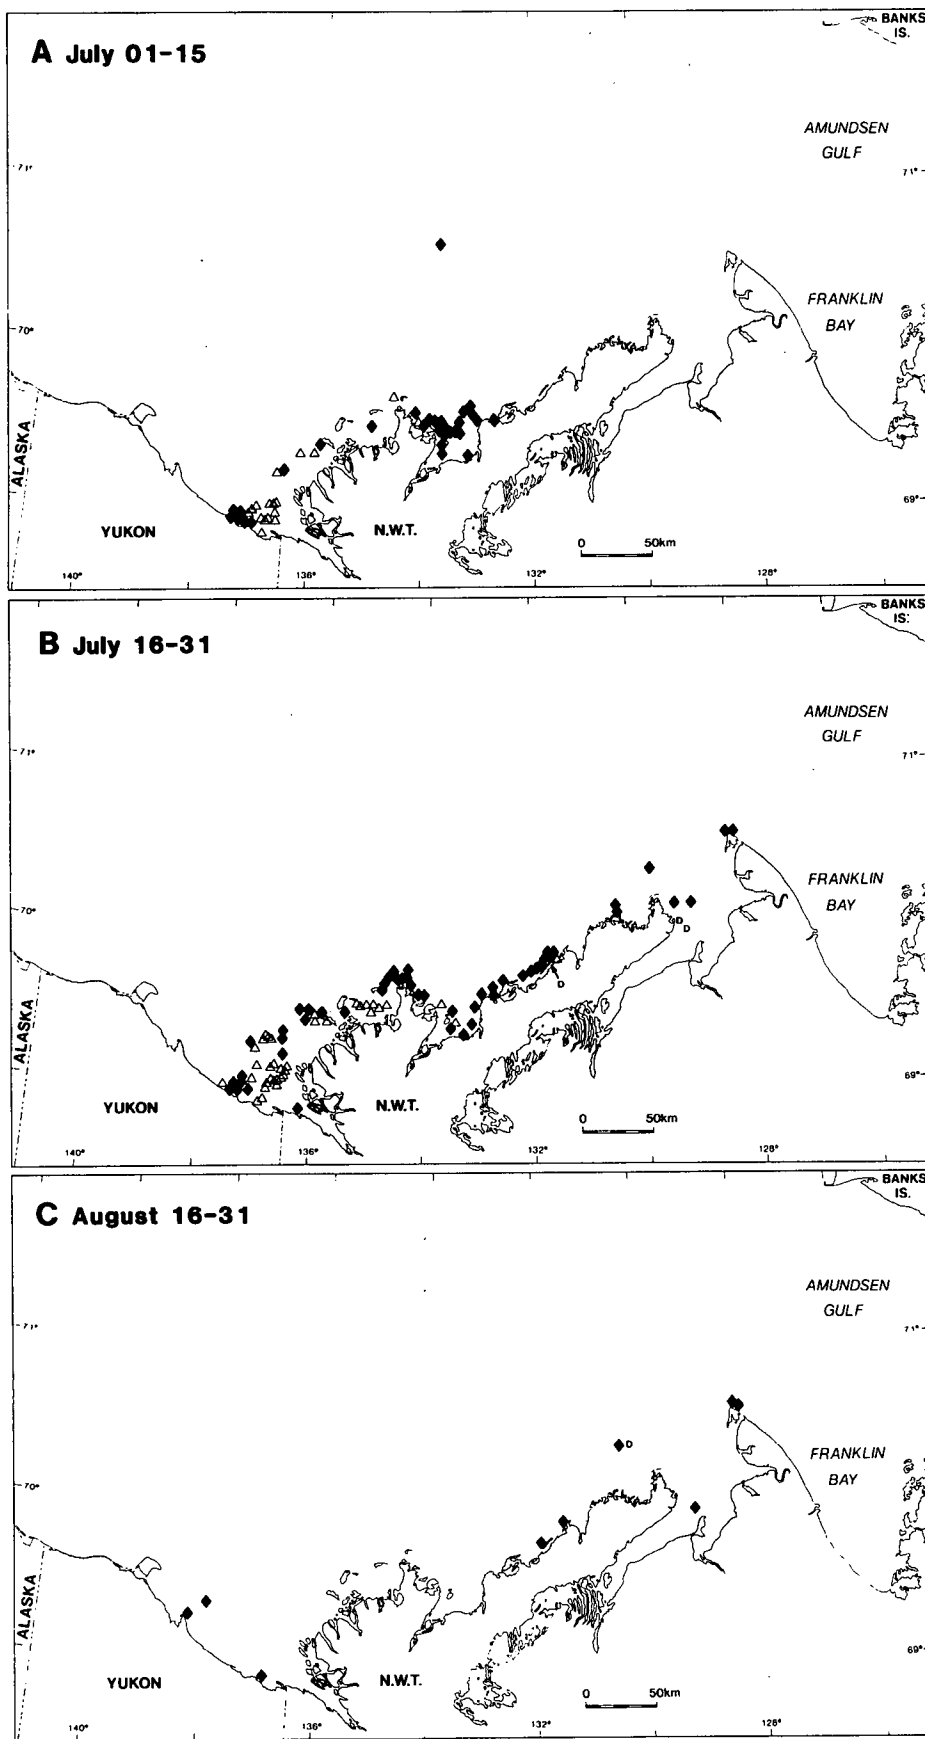 A July 01-15
BANKS
IS.
AMUNDSEN
GULF
71°
71°
FRANKLIN
BAY
70°
ALASKA
69°
YUKON
N.W.T.
0 50km
140°
136°
132°
128°
B July 16-31
BANKS
IS.
AMUNDSEN
GULF
71°
71°
FRANKLIN
BAY
70°
D
D
D
ALASKA
69°
YUKON
N.W.T.
0 50km
140°
136°
132°
128°
C August 16-31
BANKS
IS.
AMUNDSEN
GULF
71°
71°
D
FRANKLIN
BAY
70°
ALASKA
69°
YUKON
N.W.T.
0 50km
140°
136°
132°
128°